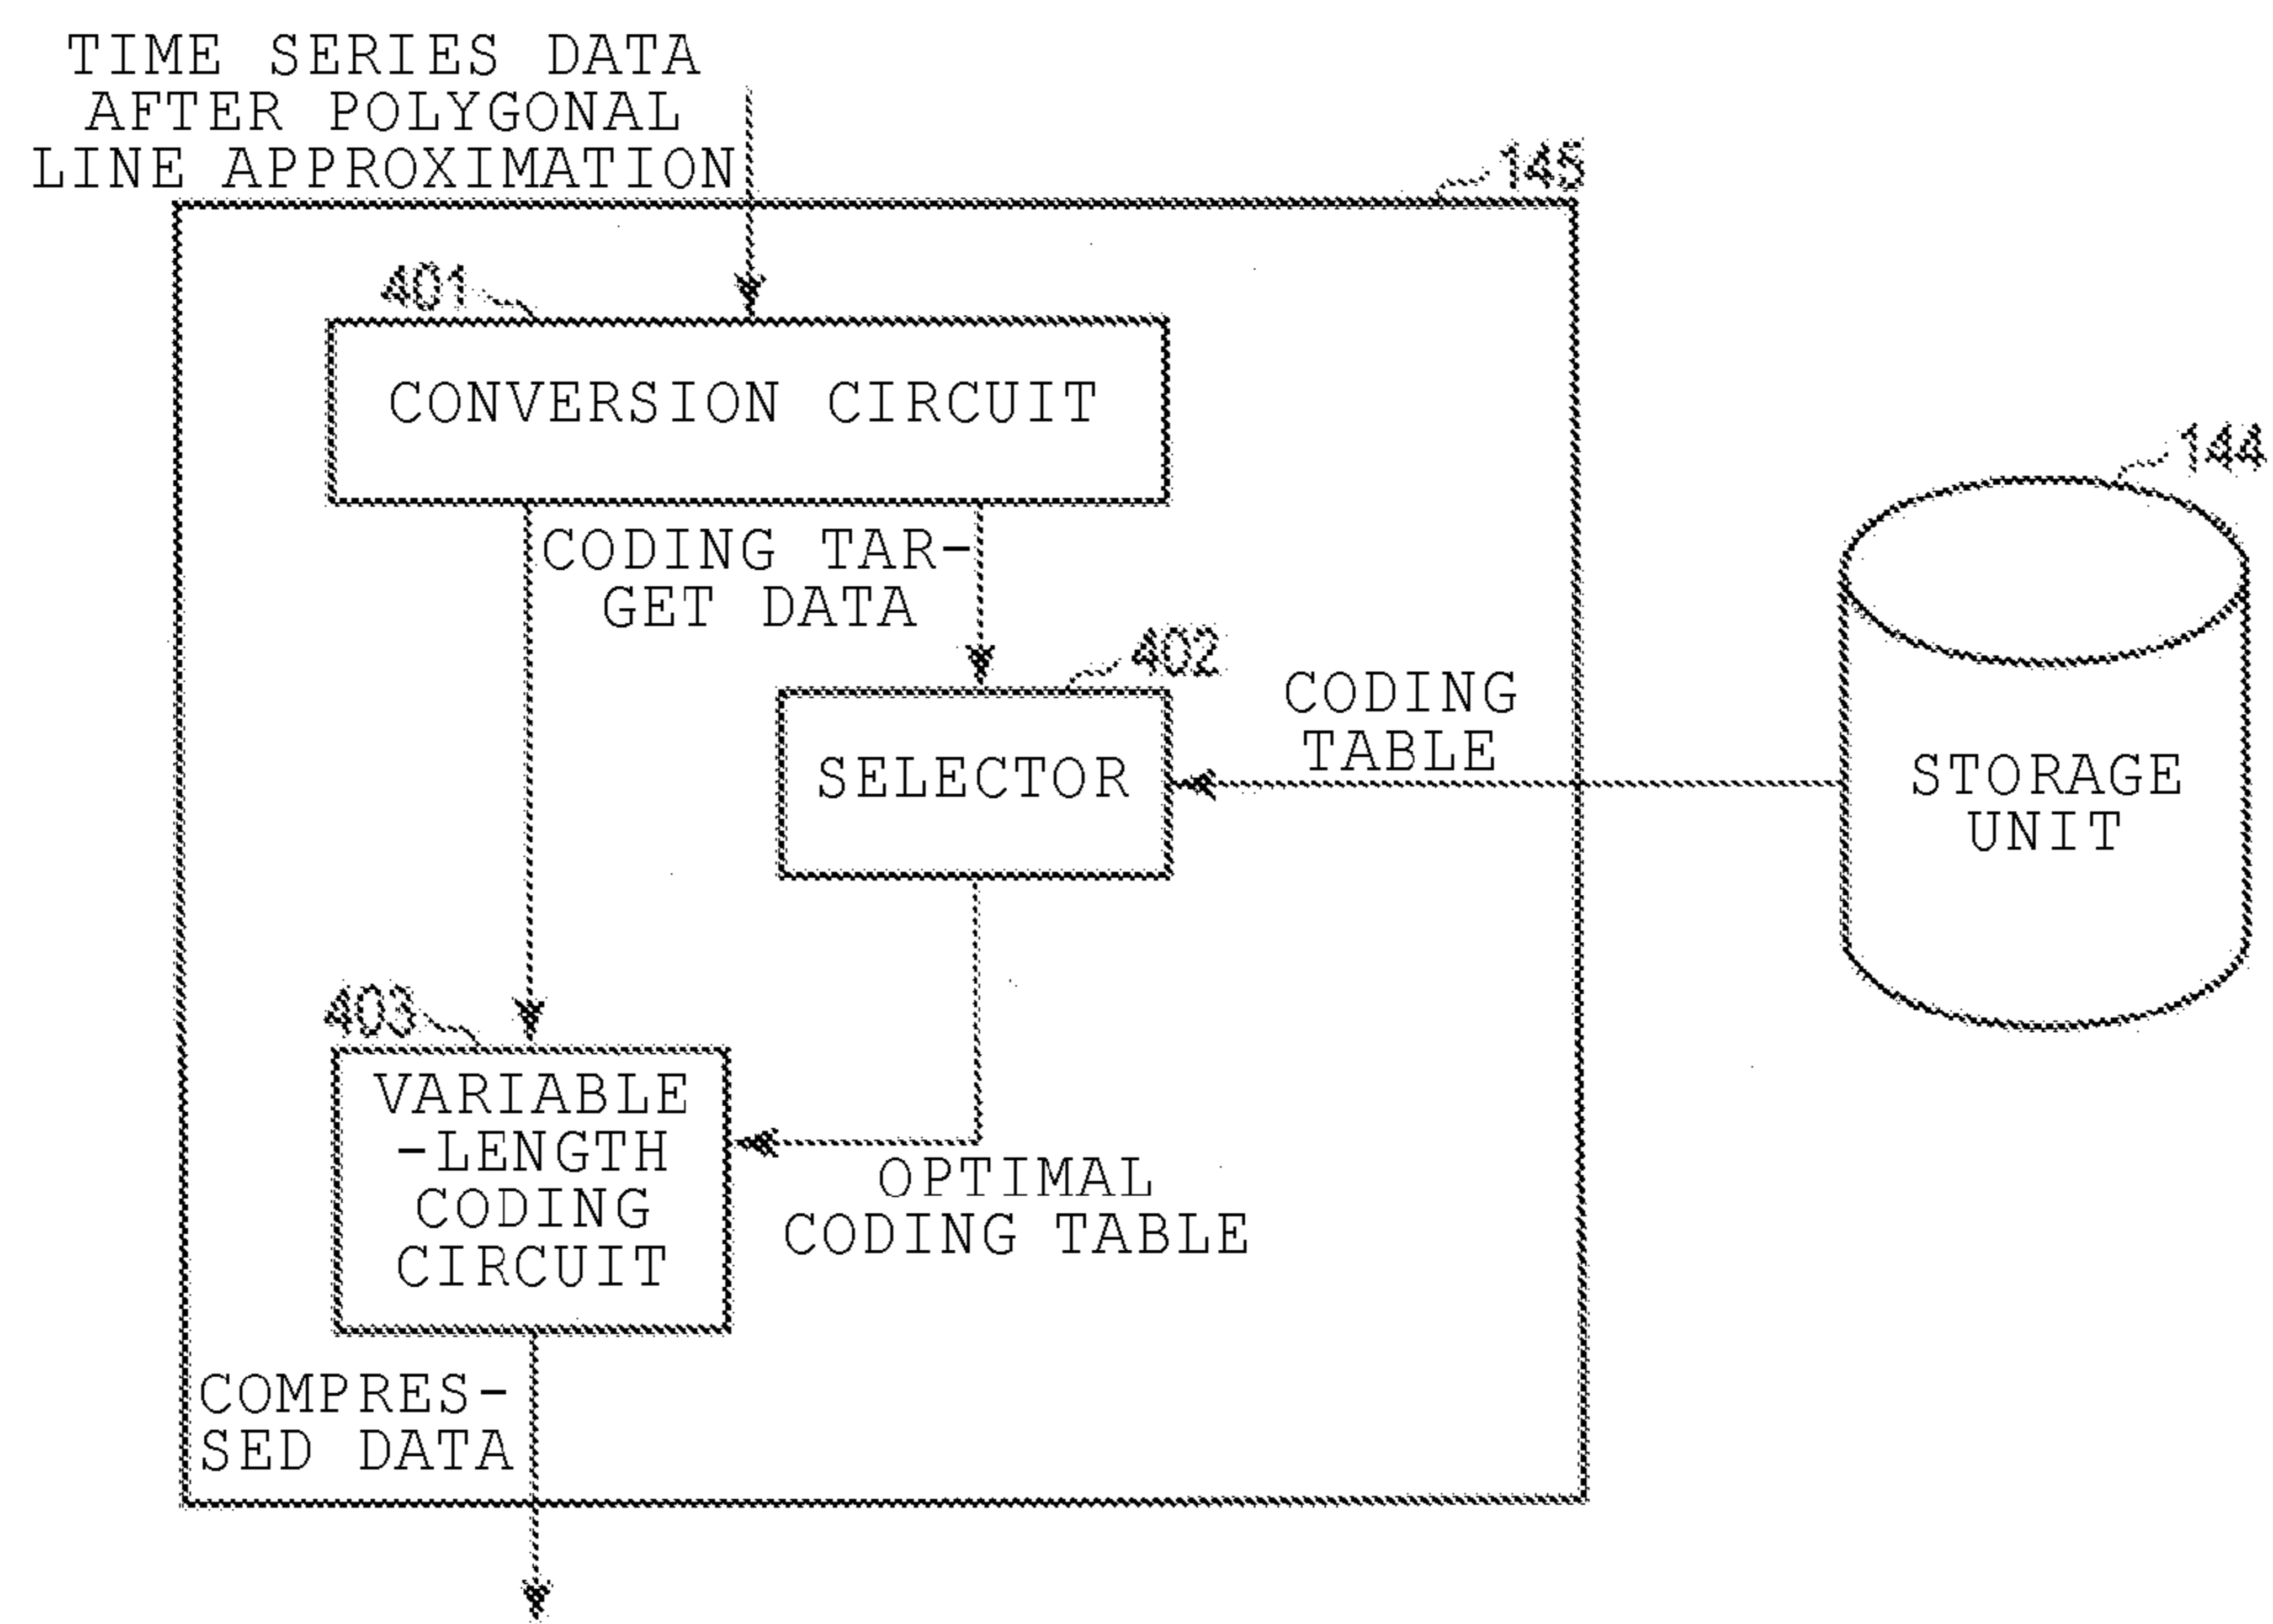 TIME SERIES DATA
AFTER POLYGONAL
LINE APPROXIMATION
145
401
CONVERSION CIRCUIT
144
CODING TAR-
GET DATA
402
CODING
TABLE
SELECTOR
STORAGE
UNIT
403
VARIABLE
-LENGTH
CODING
CIRCUIT
OPTIMAL
CODING TABLE
COMPRES-
SED DATA